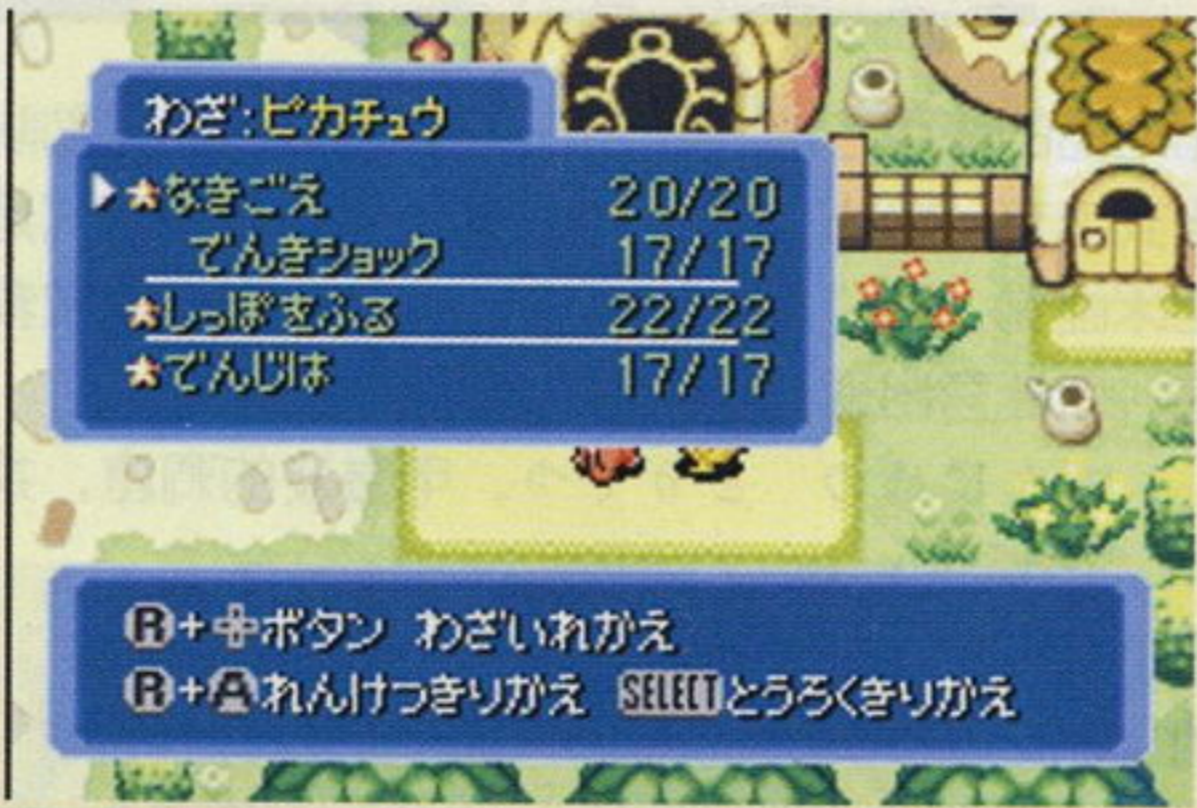 わざ:ピカチュウ
★なきごえ 20/20
でんきショック 17/17
★しっぽをふる 22/22
★でんじは 17/17
R+✚ボタン わざいれかえ
R+Aれんけつきりかえ SELECTとうろくきりかえ